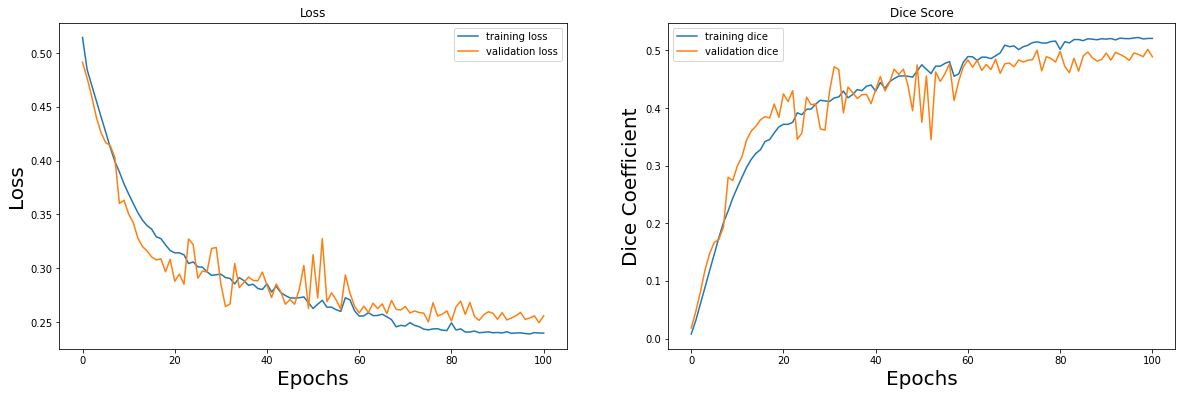 Loss
training loss
validation loss
0.50
0.45
0.40
0.35
0.30
0.25
Loss
0
20
40
60
80
100
Epochs
Dice Score
training dice
validation dice
0.5
0.4
0.3
0.2
0.1
0.0
Dice Coefficient
0
20
40
60
80
100
Epochs